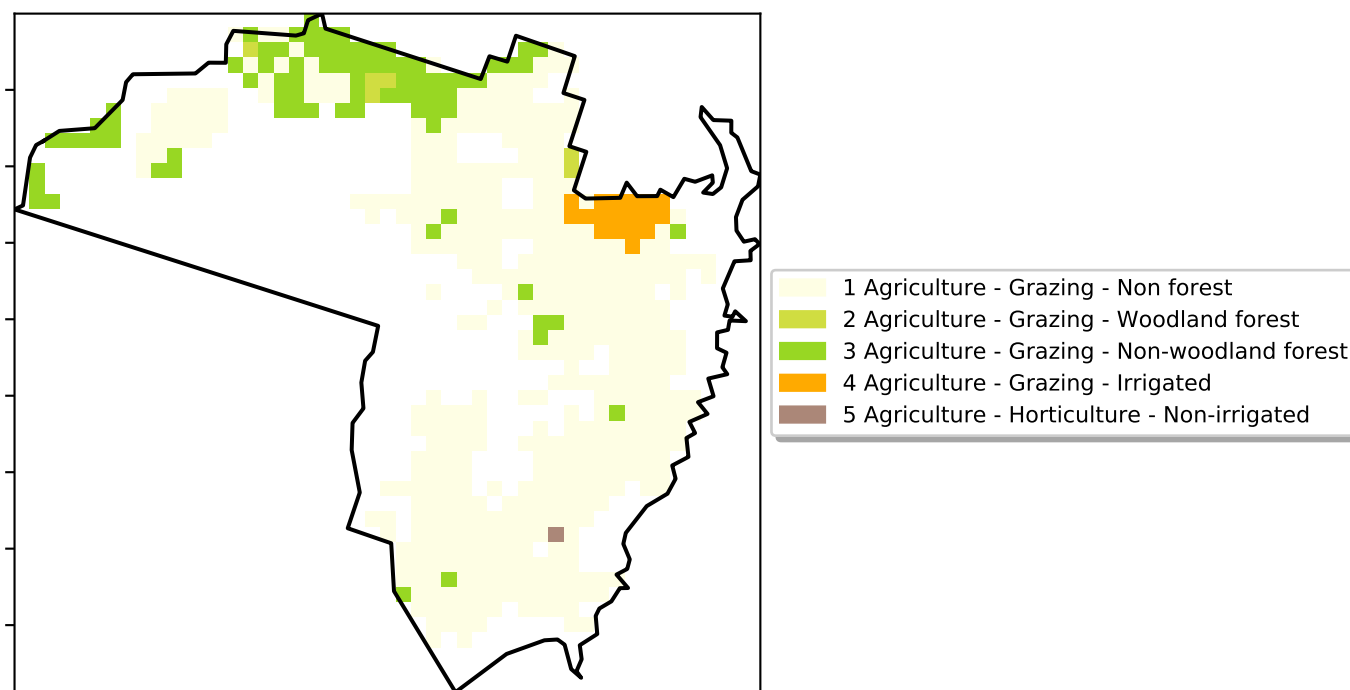 1 Agriculture - Grazing - Non forest
2 Agriculture - Grazing - Woodland forest
3 Agriculture - Grazing - Non-woodland forest
4 Agriculture - Grazing - Irrigated
5 Agriculture - Horticulture - Non-irrigated